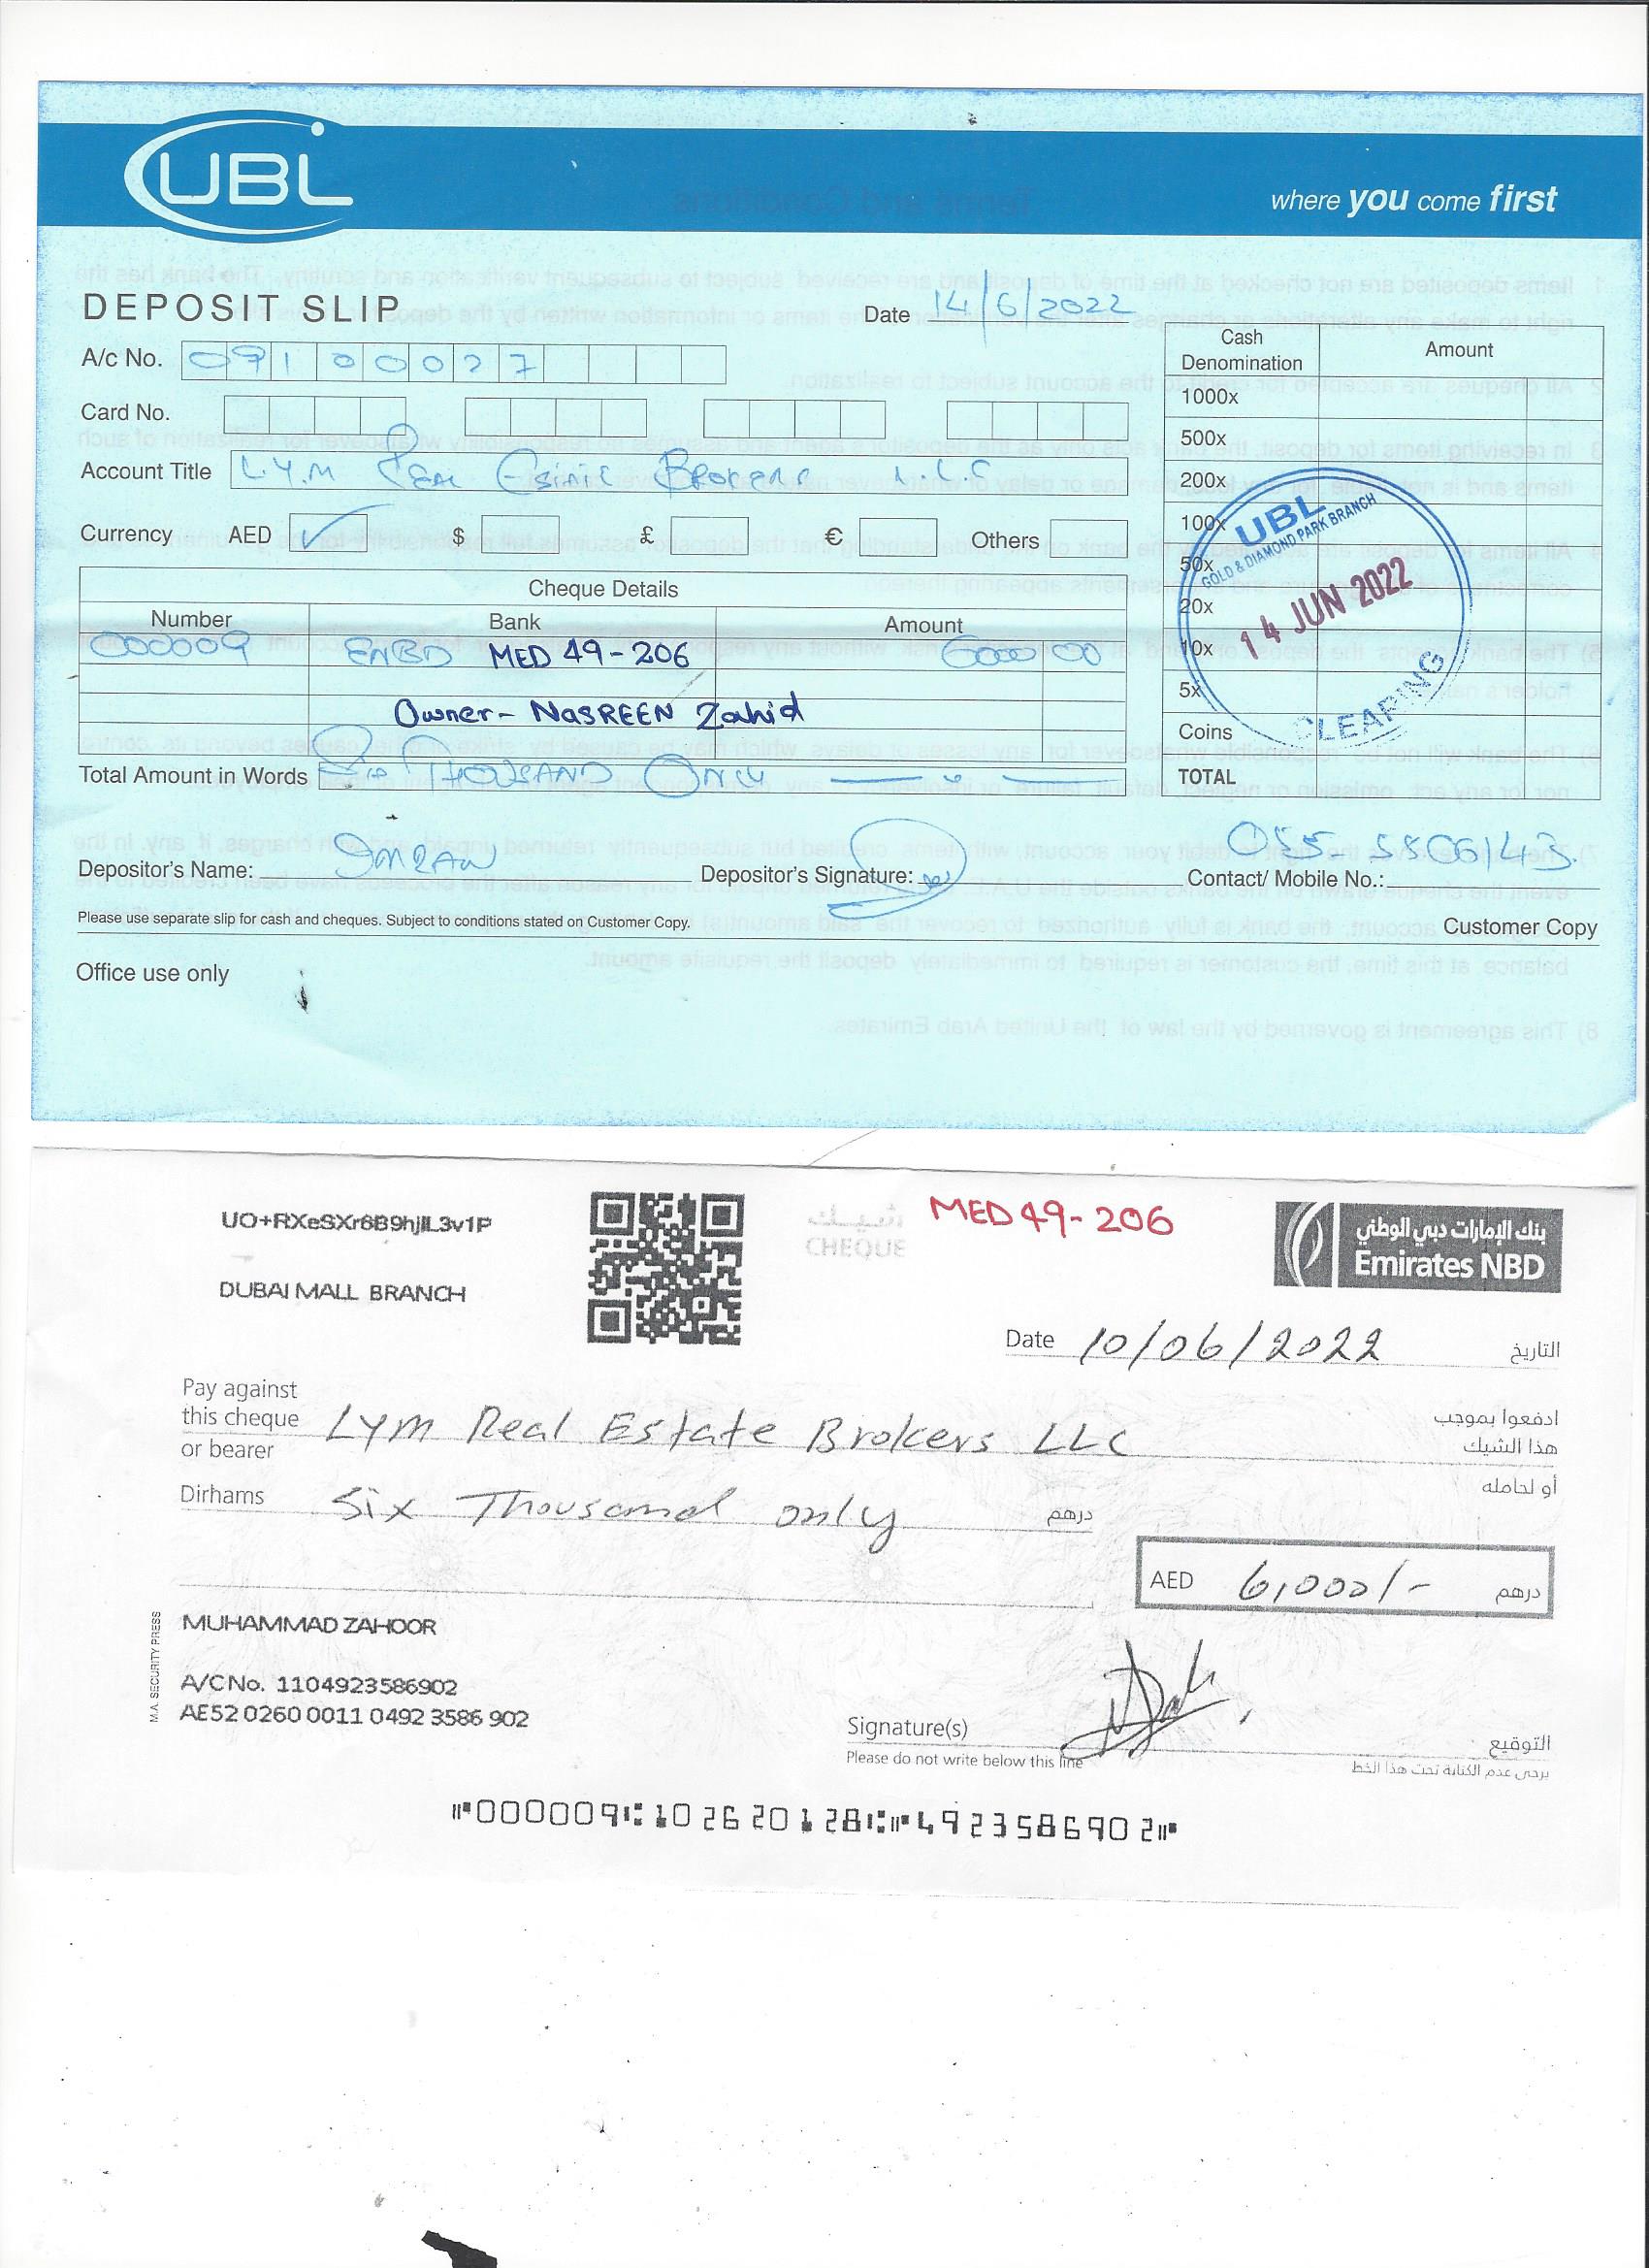 UBL
where you come first
DEPOSIT SLIP
Date 14/6/2022
A/c No. 09100027
Card No.
Account Title L.Y.M Real Estate Brokers L.L.C
Currency AED ✓ $ £ € Others
Cheque Details
Number Bank Amount
000009 ENBD MED 49-206 6000 00
Owner- NASREEN Zahid
Total Amount in Words Six THOUSAND ONLY
Cash Denomination Amount
1000x
500x
200x
100x
50x
20x
10x
5x
Coins
TOTAL
UBL
GOLD & DIAMOND PARK BRANCH
14 JUN 2022
CLEARING
Depositor's Name: IMRAN Depositor's Signature: Contact/ Mobile No.: 055-5506143
Please use separate slip for cash and cheques. Subject to conditions stated on Customer Copy. Customer Copy
Office use only
UO+RXeSXr6B9hjIL3v1P
شيك
CHEQUE
MED 49-206
بنك الإمارات دبي الوطني
Emirates NBD
DUBAI MALL BRANCH
Date 10/06/2022 التاريخ
Pay against
this cheque
or bearer
Lym Real Estate Brokers LLC
ادفعوا بموجب
هذا الشيك
أو لحامله
Dirhams Six Thousand only درهم
AED 6,000/- درهم
M.A. SECURITY PRESS
MUHAMMAD ZAHOOR
A/CNo. 1104923586902
AE52 0260 0011 0492 3586 902
Signature(s) التوقيع
Please do not write below this line يرجى عدم الكتابة تحت هذا الخط
⑈000009⑆102620128⑆⑈492358690 2⑈